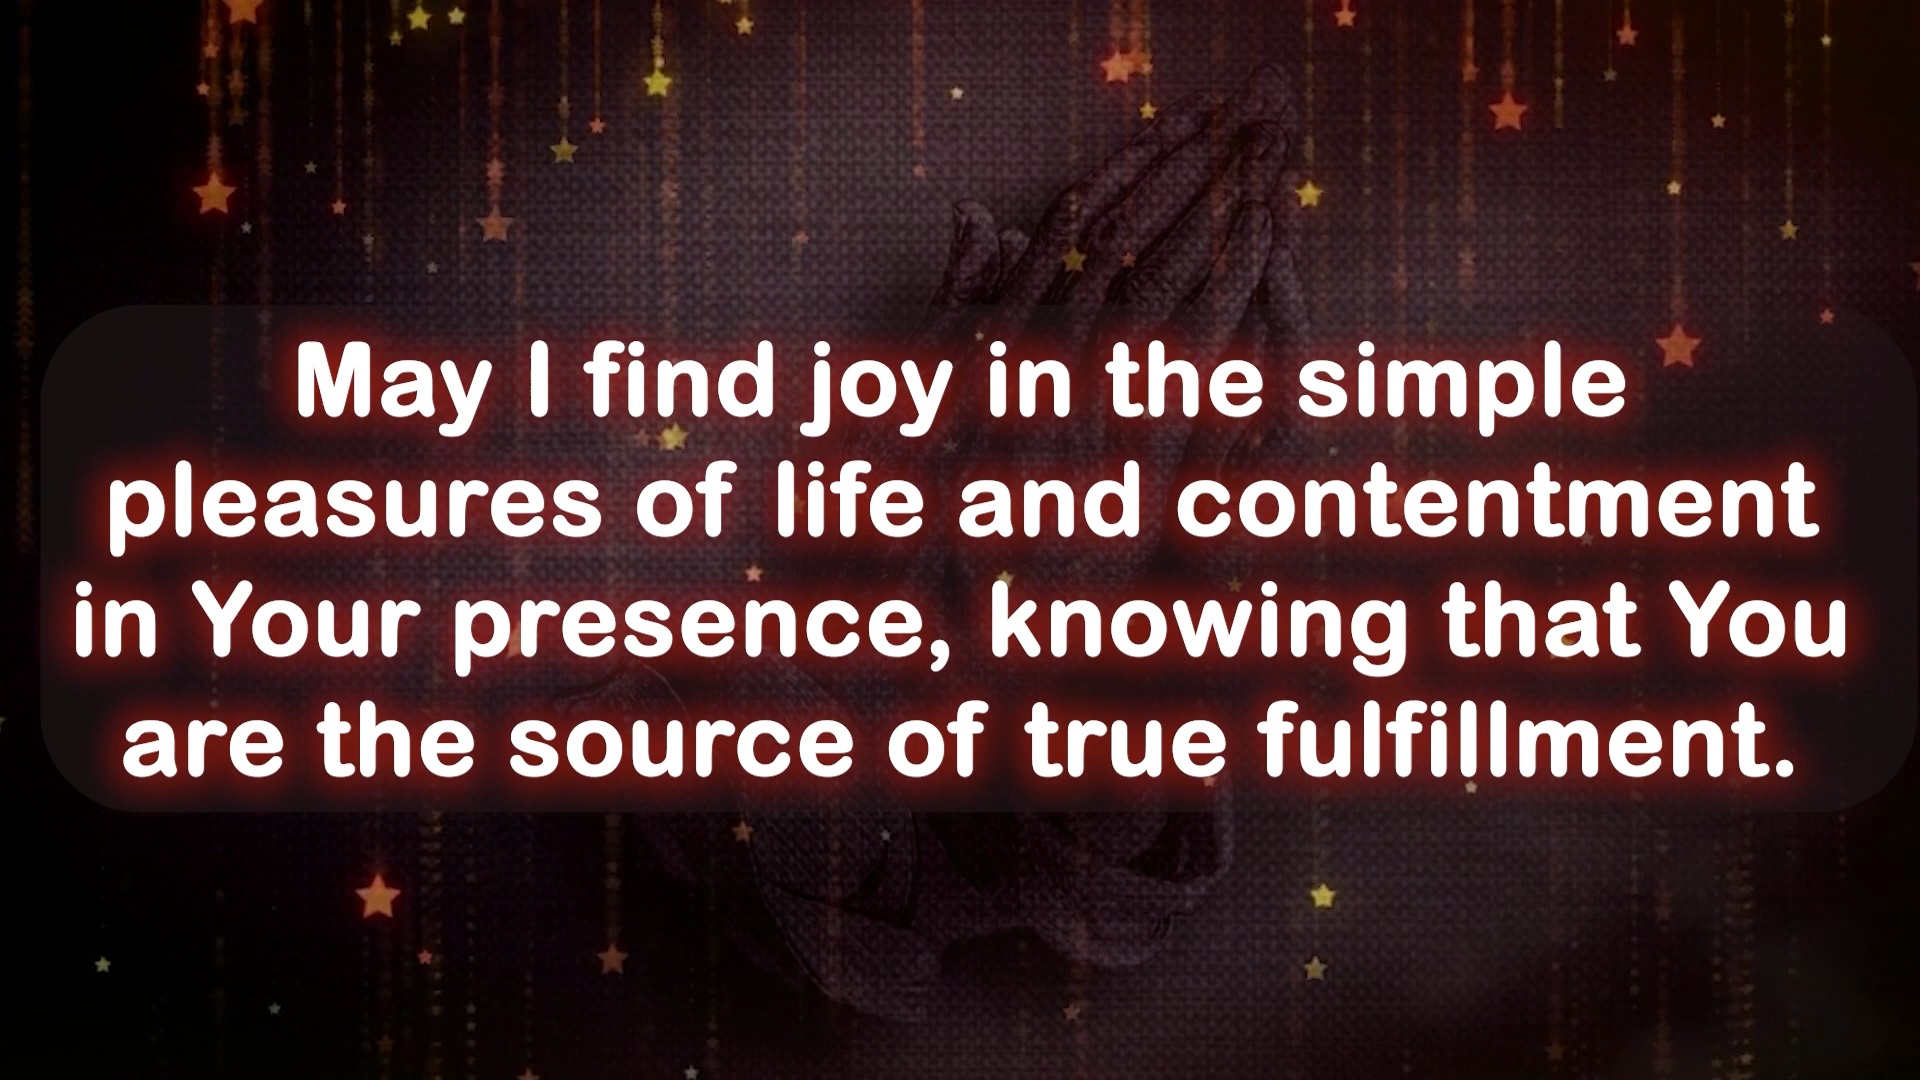 May I find joy in the simple
pleasures of life and contentment
in Your presence, knowing that You
are the source of true fulfillment.